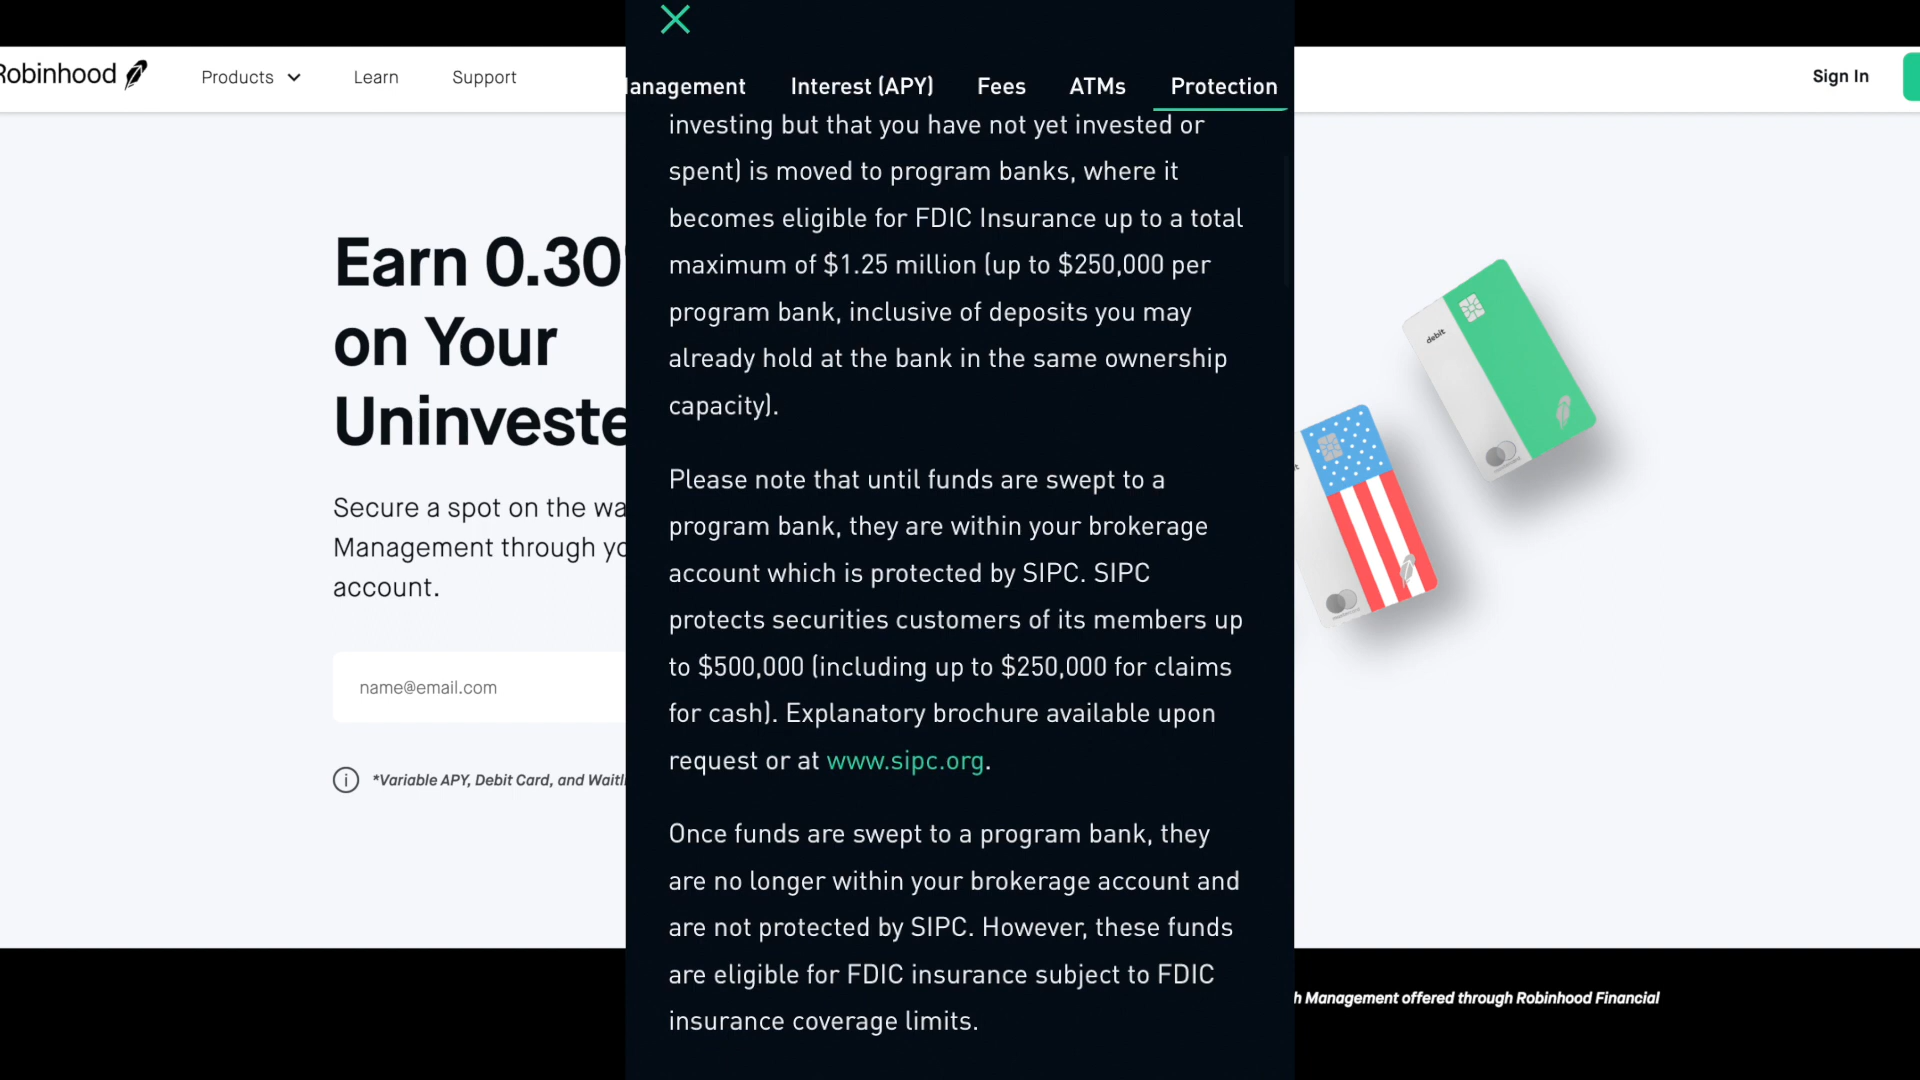 Robinhood
Products
Learn
Support
Sign In
Earn 0.30
on Your
Uninveste
Secure a spot on the wa
Management through yo
account.
name@email.com
*Variable APY, Debit Card, and Waitl
anagement
Interest (APY)
Fees
ATMs
Protection
investing but that you have not yet invested or
spent) is moved to program banks, where it
becomes eligible for FDIC Insurance up to a total
maximum of $1.25 million (up to $250,000 per
program bank, inclusive of deposits you may
already hold at the bank in the same ownership
capacity).
Please note that until funds are swept to a
program bank, they are within your brokerage
account which is protected by SIPC. SIPC
protects securities customers of its members up
to $500,000 (including up to $250,000 for claims
for cash). Explanatory brochure available upon
request or at www.sipc.org.
Once funds are swept to a program bank, they
are no longer within your brokerage account and
are not protected by SIPC. However, these funds
are eligible for FDIC insurance subject to FDIC
insurance coverage limits.
debit
h Management offered through Robinhood Financial